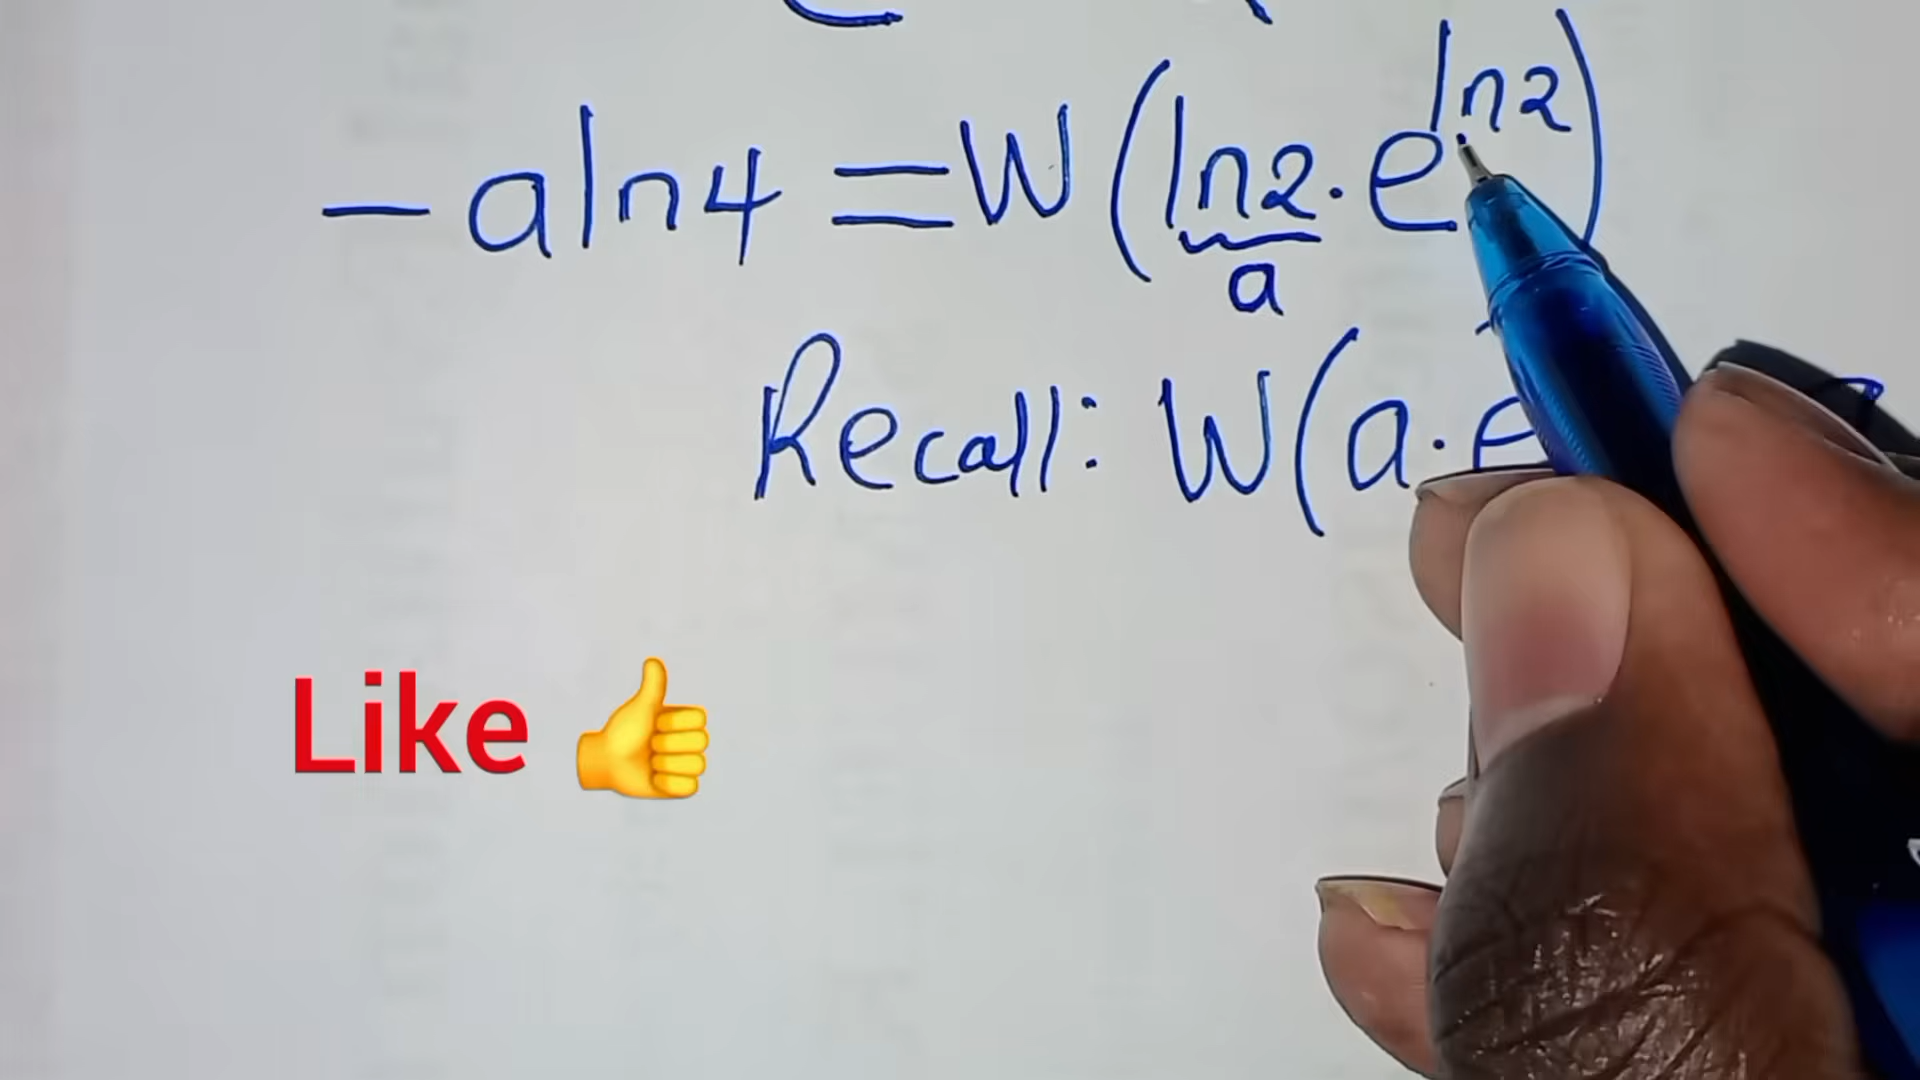 -aln4 = W(ln2·e^ln2)
a
Recall: W(a·e
Like 👍